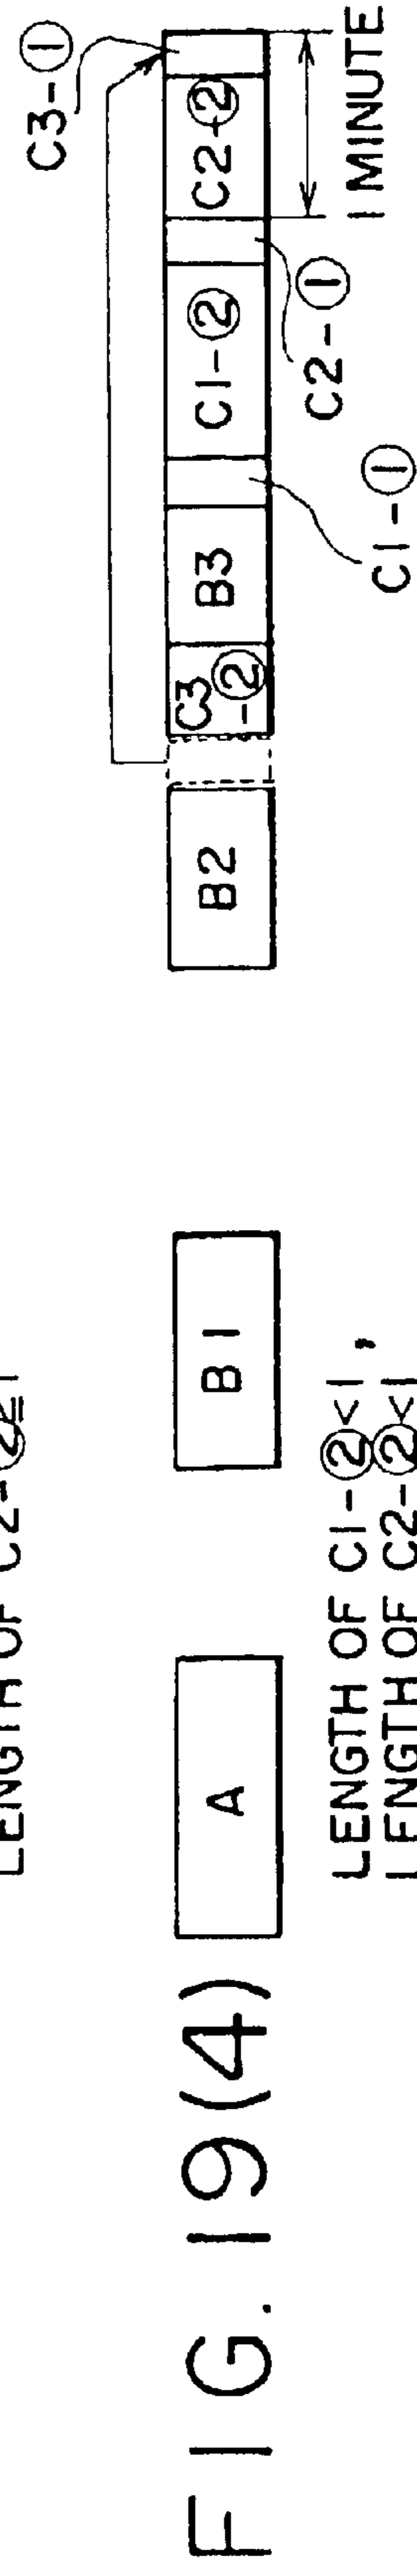 LENGTH OF C2-②≧1
FIG. 19(4)
A
B1
B2
C3
-②
B3
C1-①
C1-②
C2-①
C2-②
C3-①
1 MINUTE
LENGTH OF C1-②<1,
LENGTH OF C2-②<1